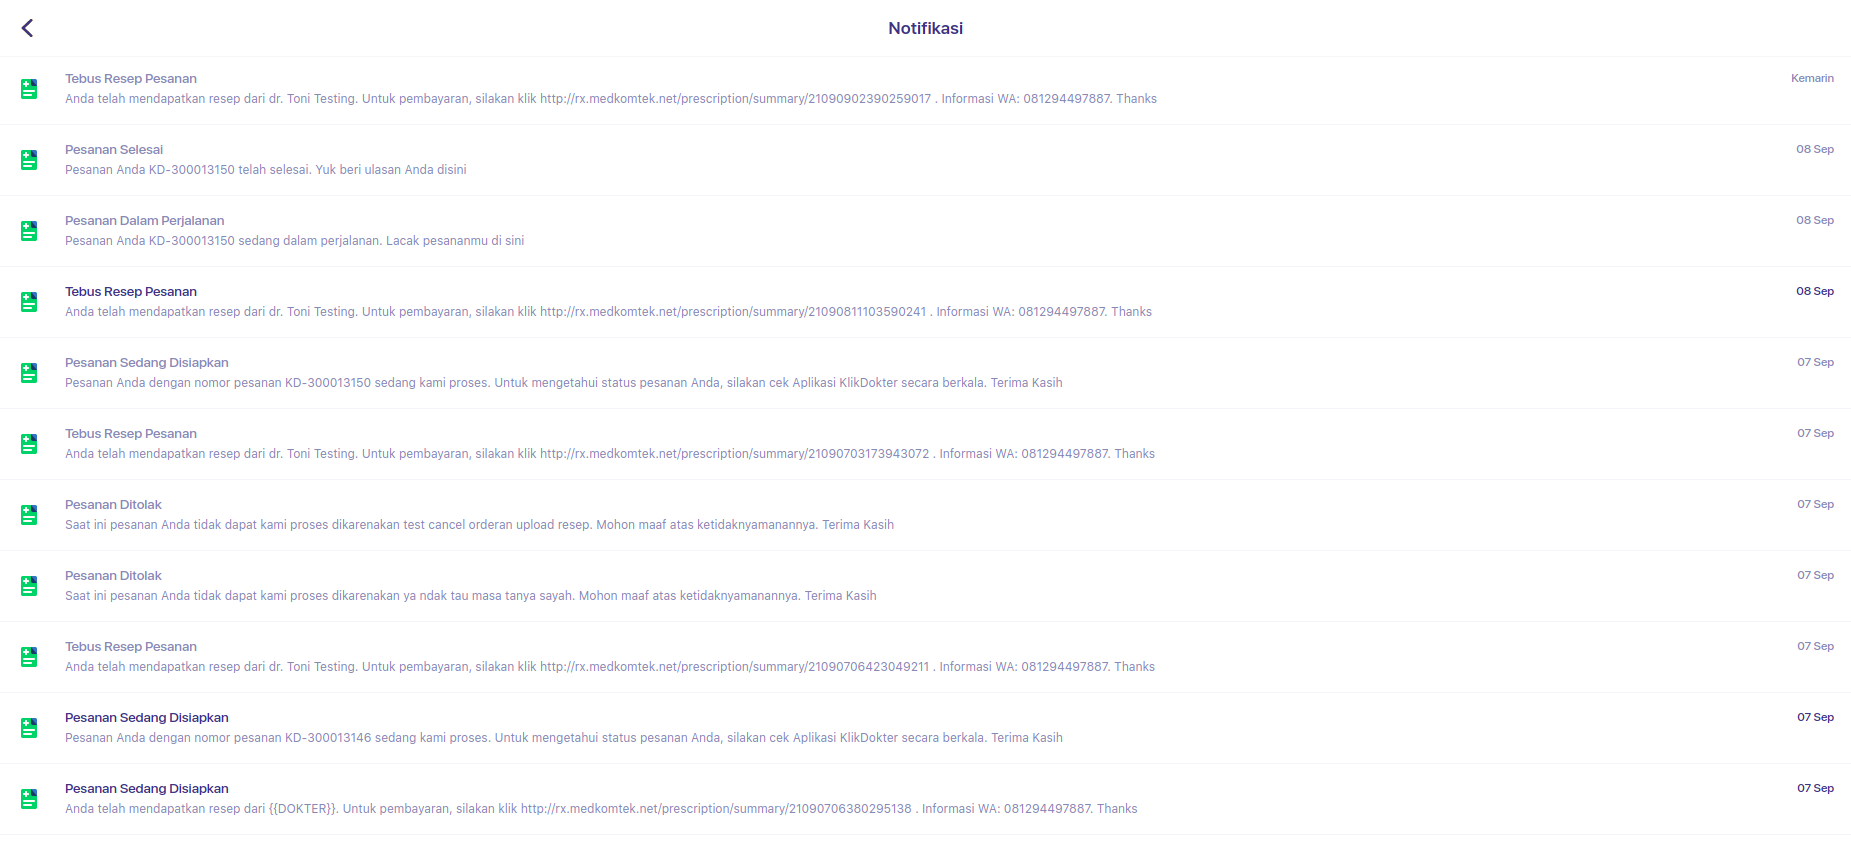 Notifikasi
Tebus Resep Pesanan
Kemarin
Anda telah mendapatkan resep dari dr. Toni Testing. Untuk pembayaran, silakan klik http://rx.medkomtek.net/prescription/summary/21090902390259017 . Informasi WA: 081294497887. Thanks
Pesanan Selesai
08 Sep
Pesanan Anda KD-300013150 telah selesai. Yuk beri ulasan Anda disini
Pesanan Dalam Perjalanan
08 Sep
Pesanan Anda KD-300013150 sedang dalam perjalanan. Lacak pesananmu di sini
Tebus Resep Pesanan
08 Sep
Anda telah mendapatkan resep dari dr. Toni Testing. Untuk pembayaran, silakan klik http://rx.medkomtek.net/prescription/summary/21090811103590241 . Informasi WA: 081294497887. Thanks
Pesanan Sedang Disiapkan
07 Sep
Pesanan Anda dengan nomor pesanan KD-300013150 sedang kami proses. Untuk mengetahui status pesanan Anda, silakan cek Aplikasi KlikDokter secara berkala. Terima Kasih
Tebus Resep Pesanan
07 Sep
Anda telah mendapatkan resep dari dr. Toni Testing. Untuk pembayaran, silakan klik http://rx.medkomtek.net/prescription/summary/21090703173943072 . Informasi WA: 081294497887. Thanks
Pesanan Ditolak
07 Sep
Saat ini pesanan Anda tidak dapat kami proses dikarenakan test cancel orderan upload resep. Mohon maaf atas ketidaknyamanannya. Terima Kasih
Pesanan Ditolak
07 Sep
Saat ini pesanan Anda tidak dapat kami proses dikarenakan ya ndak tau masa tanya sayah. Mohon maaf atas ketidaknyamanannya. Terima Kasih
Tebus Resep Pesanan
07 Sep
Anda telah mendapatkan resep dari dr. Toni Testing. Untuk pembayaran, silakan klik http://rx.medkomtek.net/prescription/summary/21090706423049211 . Informasi WA: 081294497887. Thanks
Pesanan Sedang Disiapkan
07 Sep
Pesanan Anda dengan nomor pesanan KD-300013146 sedang kami proses. Untuk mengetahui status pesanan Anda, silakan cek Aplikasi KlikDokter secara berkala. Terima Kasih
Pesanan Sedang Disiapkan
07 Sep
Anda telah mendapatkan resep dari {{DOKTER}}. Untuk pembayaran, silakan klik http://rx.medkomtek.net/prescription/summary/21090706380295138 . Informasi WA: 081294497887. Thanks